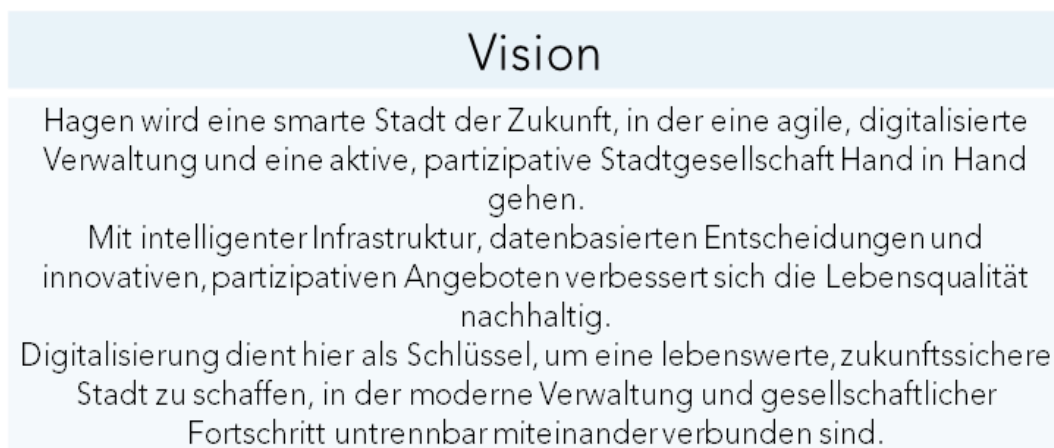 Vision
Hagen wird eine smarte Stadt der Zukunft, in der eine agile, digitalisierte
Verwaltung und eine aktive, partizipative Stadtgesellschaft Hand in Hand
gehen.
Mit intelligenter Infrastruktur, datenbasierten Entscheidungen und
innovativen, partizipativen Angeboten verbessert sich die Lebensqualität
nachhaltig.
Digitalisierung dient hier als Schlüssel, um eine lebenswerte, zukunftssichere
Stadt zu schaffen, in der moderne Verwaltung und gesellschaftlicher
Fortschritt untrennbar miteinander verbunden sind.